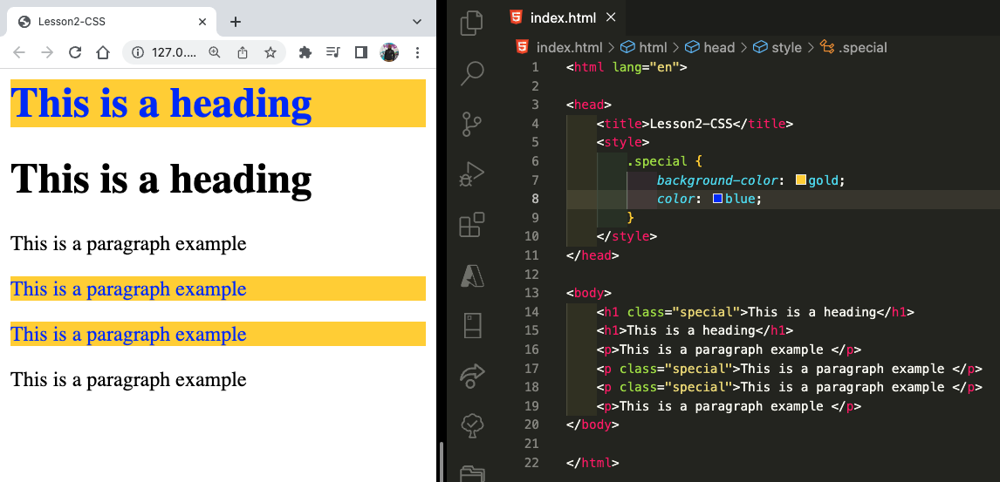 Lesson2-CSS
127.0....
This is a heading
This is a heading
This is a paragraph example
This is a paragraph example
This is a paragraph example
This is a paragraph example
index.html
index.html > html > head > style > .special
1 <html lang="en">
2
3 <head>
4 <title>Lesson2-CSS</title>
5 <style>
6 .special {
7 background-color: gold;
8 color: blue;
9 }
10 </style>
11 </head>
12
13 <body>
14 <h1 class="special">This is a heading</h1>
15 <h1>This is a heading</h1>
16 <p>This is a paragraph example </p>
17 <p class="special">This is a paragraph example </p>
18 <p class="special">This is a paragraph example </p>
19 <p>This is a paragraph example </p>
20 </body>
21
22 </html>